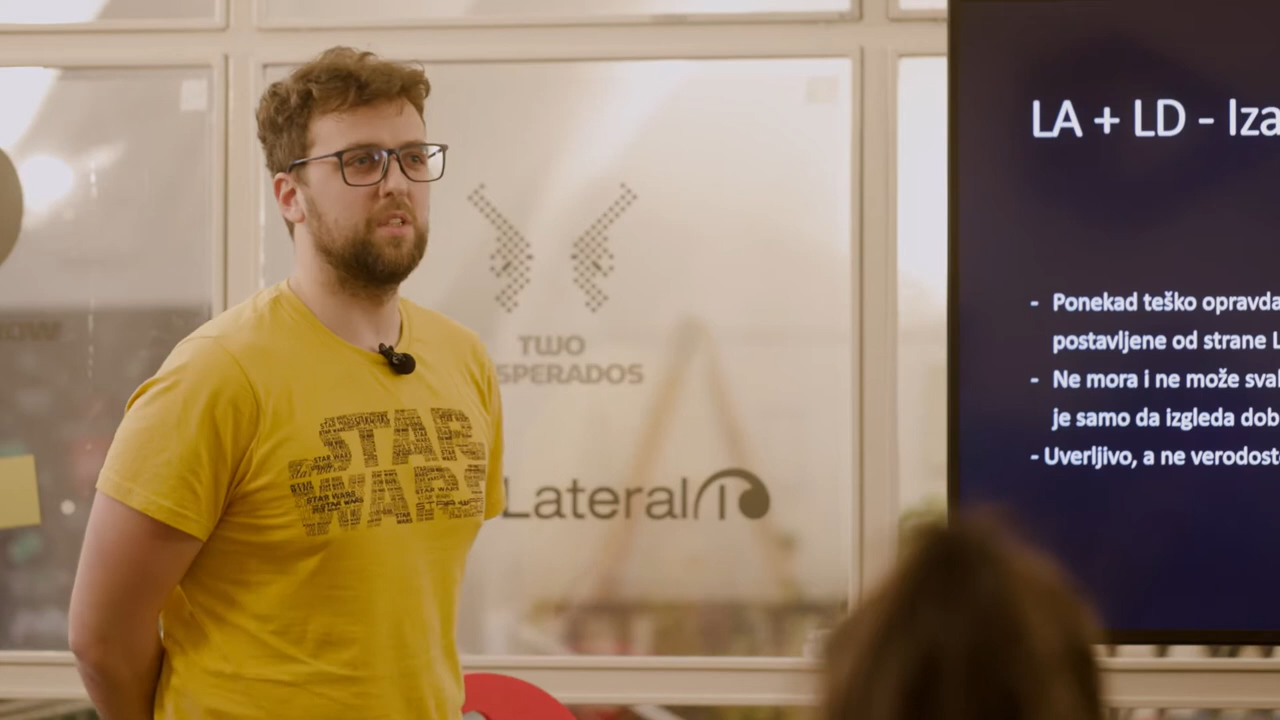 LA + LD - Iza
- Ponekad teško opravda
postavljene od strane L
- Ne mora i ne može sva
je samo da izgleda dob
- Uverljivo, a ne verodost
TWO
SPERADOS
Lateral
STAR
WARS